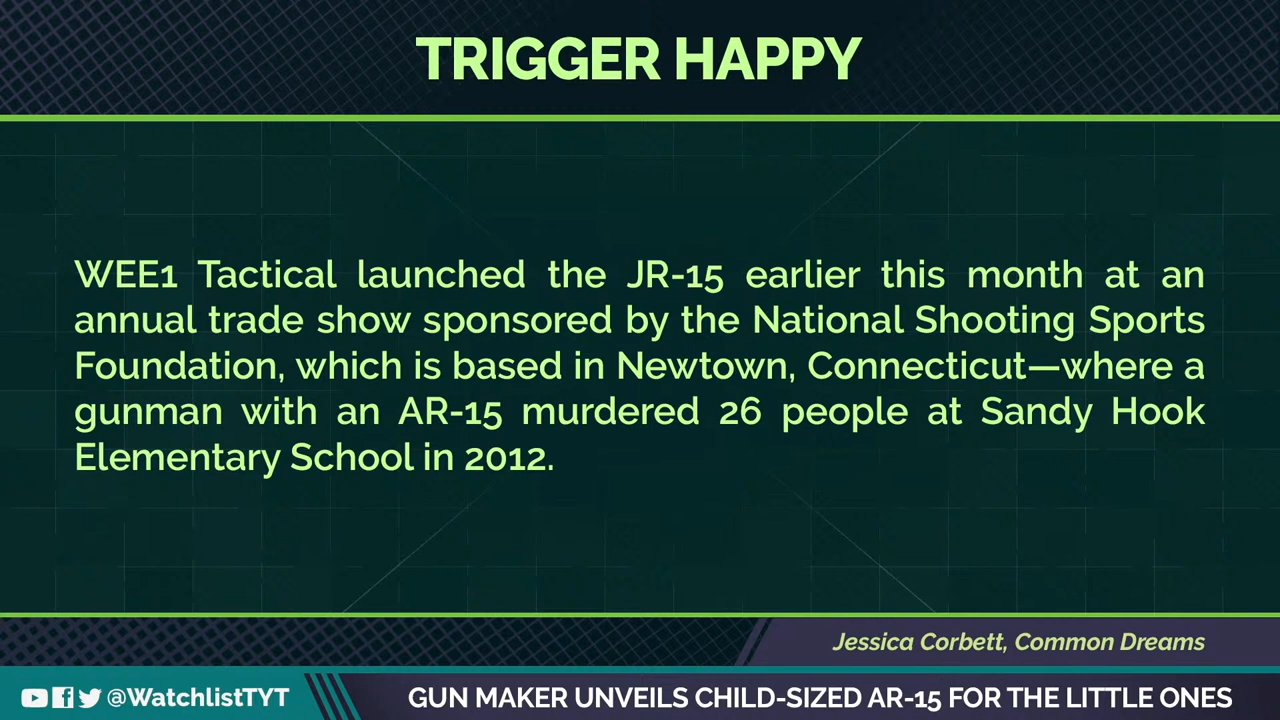 TRIGGER HAPPY
WEE1 Tactical launched the JR-15 earlier this month at an
annual trade show sponsored by the National Shooting Sports
Foundation, which is based in Newtown, Connecticut—where a
gunman with an AR-15 murdered 26 people at Sandy Hook
Elementary School in 2012.
Jessica Corbett, Common Dreams
@WatchlistTYT
GUN MAKER UNVEILS CHILD-SIZED AR-15 FOR THE LITTLE ONES